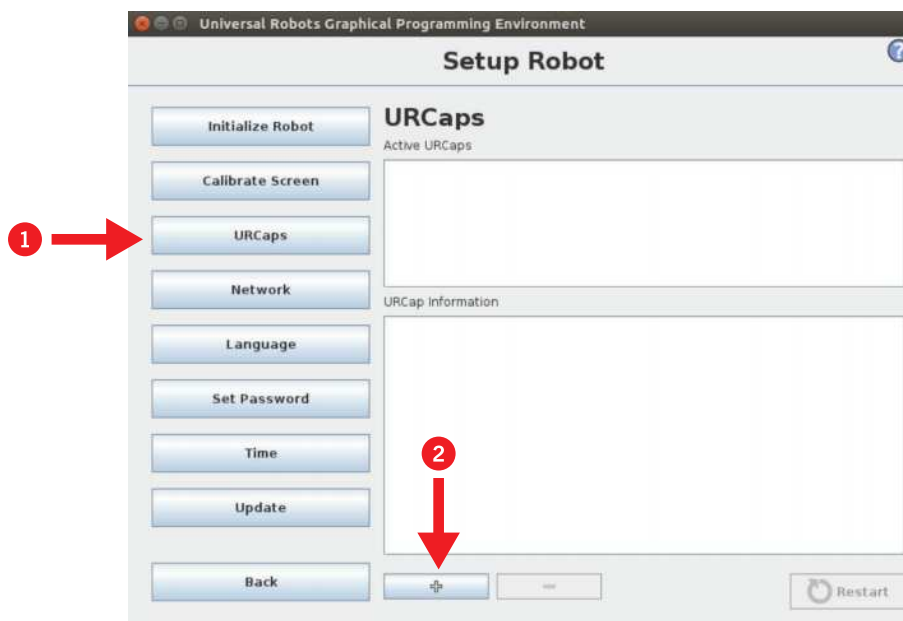 Universal Robots Graphical Programming Environment
Setup Robot
?
Initialize Robot
Calibrate Screen
1
URCaps
Network
Language
Set Password
Time
Update
Back
URCaps
Active URCaps
URCap Information
2
+
-
Restart